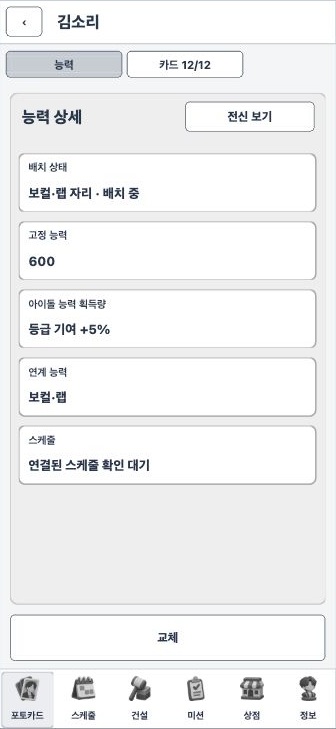 ‹ 김소리
능력 카드 12/12
능력 상세 전신 보기
배치 상태
보컬·랩 자리 · 배치 중
고정 능력
600
아이돌 능력 획득량
등급 기여 +5%
연계 능력
보컬·랩
스케줄
연결된 스케줄 확인 대기
교체
포토카드 스케줄 건설 미션 상점 정보